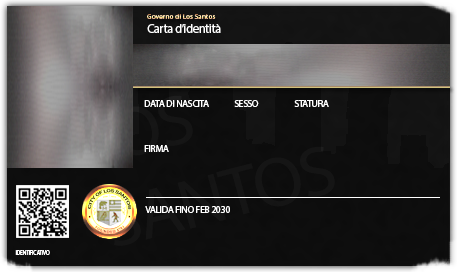 Governo di Los Santos
Carta d'identità
DATA DI NASCITA SESSO STATURA
FIRMA
SANTOS
CITY OF LOS SANTOS
VALIDA FINO FEB 2030
IDENTIFICATIVO